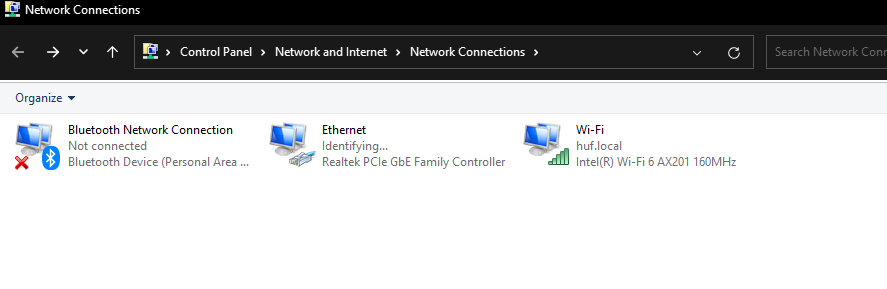 Network Connections
Control Panel > Network and Internet > Network Connections >
Search Network Conn
Organize
Bluetooth Network Connection
Not connected
Bluetooth Device (Personal Area ...
Ethernet
Identifying...
Realtek PCIe GbE Family Controller
Wi-Fi
huf.local
Intel(R) Wi-Fi 6 AX201 160MHz